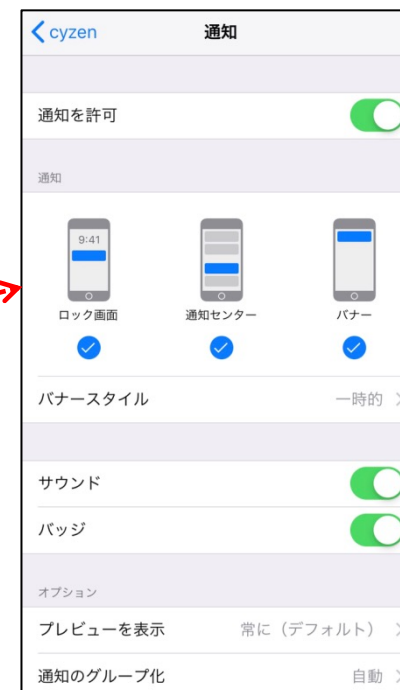 cyzen 通知
通知を許可
通知
9:41
ロック画面 通知センター バナー
バナースタイル 一時的
サウンド
バッジ
オプション
プレビューを表示 常に（デフォルト）
通知のグループ化 自動